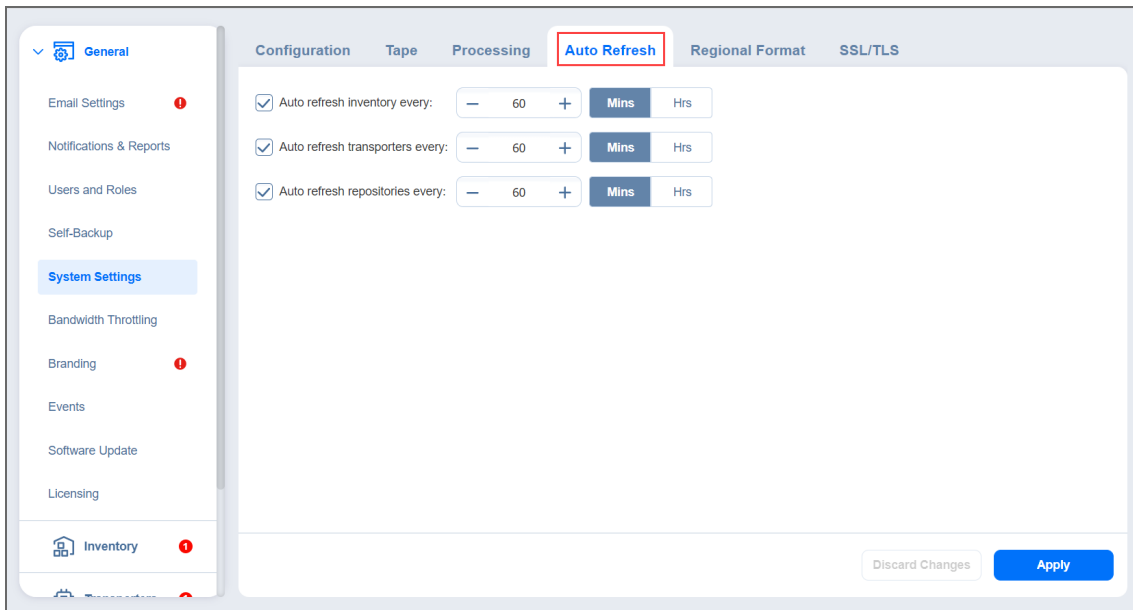 General
Email Settings
Notifications & Reports
Users and Roles
Self-Backup
System Settings
Bandwidth Throttling
Branding
Events
Software Update
Licensing
Inventory 1
Configuration Tape Processing Auto Refresh Regional Format SSL/TLS
Auto refresh inventory every: − 60 + Mins Hrs
Auto refresh transporters every: − 60 + Mins Hrs
Auto refresh repositories every: − 60 + Mins Hrs
Discard Changes Apply